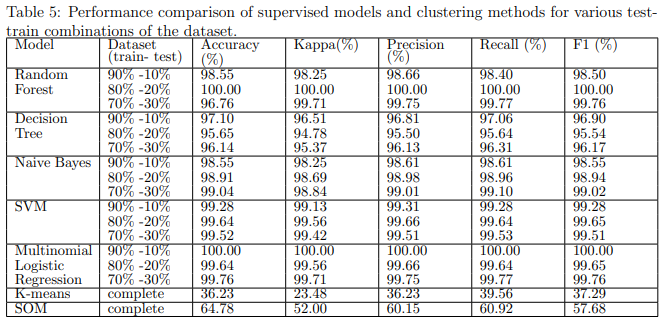 Table 5: Performance comparison of supervised models and clustering methods for various test-
train combinations of the dataset.
Model Dataset Accuracy Kappa(%) Precision Recall (%) F1 (%)
(train- test) (%) (%)
Random 90% -10% 98.55 98.25 98.66 98.40 98.50
Forest 80% -20% 100.00 100.00 100.00 100.00 100.00
70% -30% 96.76 99.71 99.75 99.77 99.76
Decision 90% -10% 97.10 96.51 96.81 97.06 96.90
Tree 80% -20% 95.65 94.78 95.50 95.64 95.54
70% -30% 96.14 95.37 96.13 96.31 96.17
Naive Bayes 90% -10% 98.55 98.25 98.61 98.61 98.55
80% -20% 98.91 98.69 98.98 98.96 98.94
70% -30% 99.04 98.84 99.01 99.10 99.02
SVM 90% -10% 99.28 99.13 99.31 99.28 99.28
80% -20% 99.64 99.56 99.66 99.64 99.65
70% -30% 99.52 99.42 99.51 99.53 99.51
Multinomial 90% -10% 100.00 100.00 100.00 100.00 100.00
Logistic 80% -20% 99.64 99.56 99.66 99.64 99.65
Regression 70% -30% 99.76 99.71 99.75 99.77 99.76
K-means complete 36.23 23.48 36.23 39.56 37.29
SOM complete 64.78 52.00 60.15 60.92 57.68